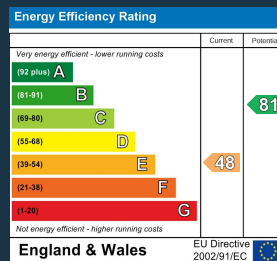 Energy Efficiency Rating
Current
Potentia
Very energy efficient - lower running costs
(92 plus) A
(81-91) B
81
(69-80) C
(55-68) D
(39-54) E
48
(21-38) F
(1-20) G
Not energy efficient - higher running costs
England & Wales
EU Directive
2002/91/EC